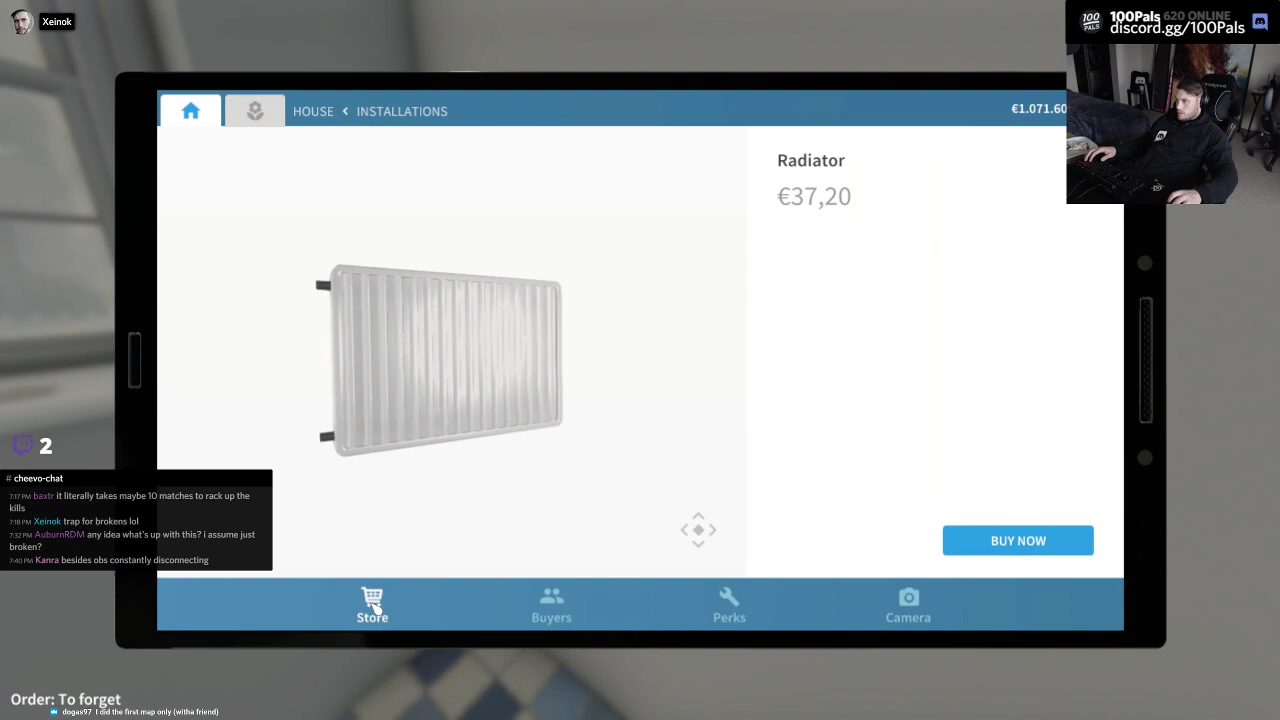 Xeinok
100Pals 620 ONLINE
discord.gg/100Pals
HOUSE < INSTALLATIONS
€1.071.60
Radiator
€37,20
2
# cheevo-chat
7:17 PM baxtr it literally takes maybe 10 matches to rack up the
kills
7:18 PM Xeinok trap for brokens lol
7:32 PM AuburnRDM any idea what's up with this? i assume just
broken?
7:40 PM Kanra besides obs constantly disconnecting
BUY NOW
Store
Buyers
Perks
Camera
Order: To forget
dogas97 I did the first map only (witha friend)